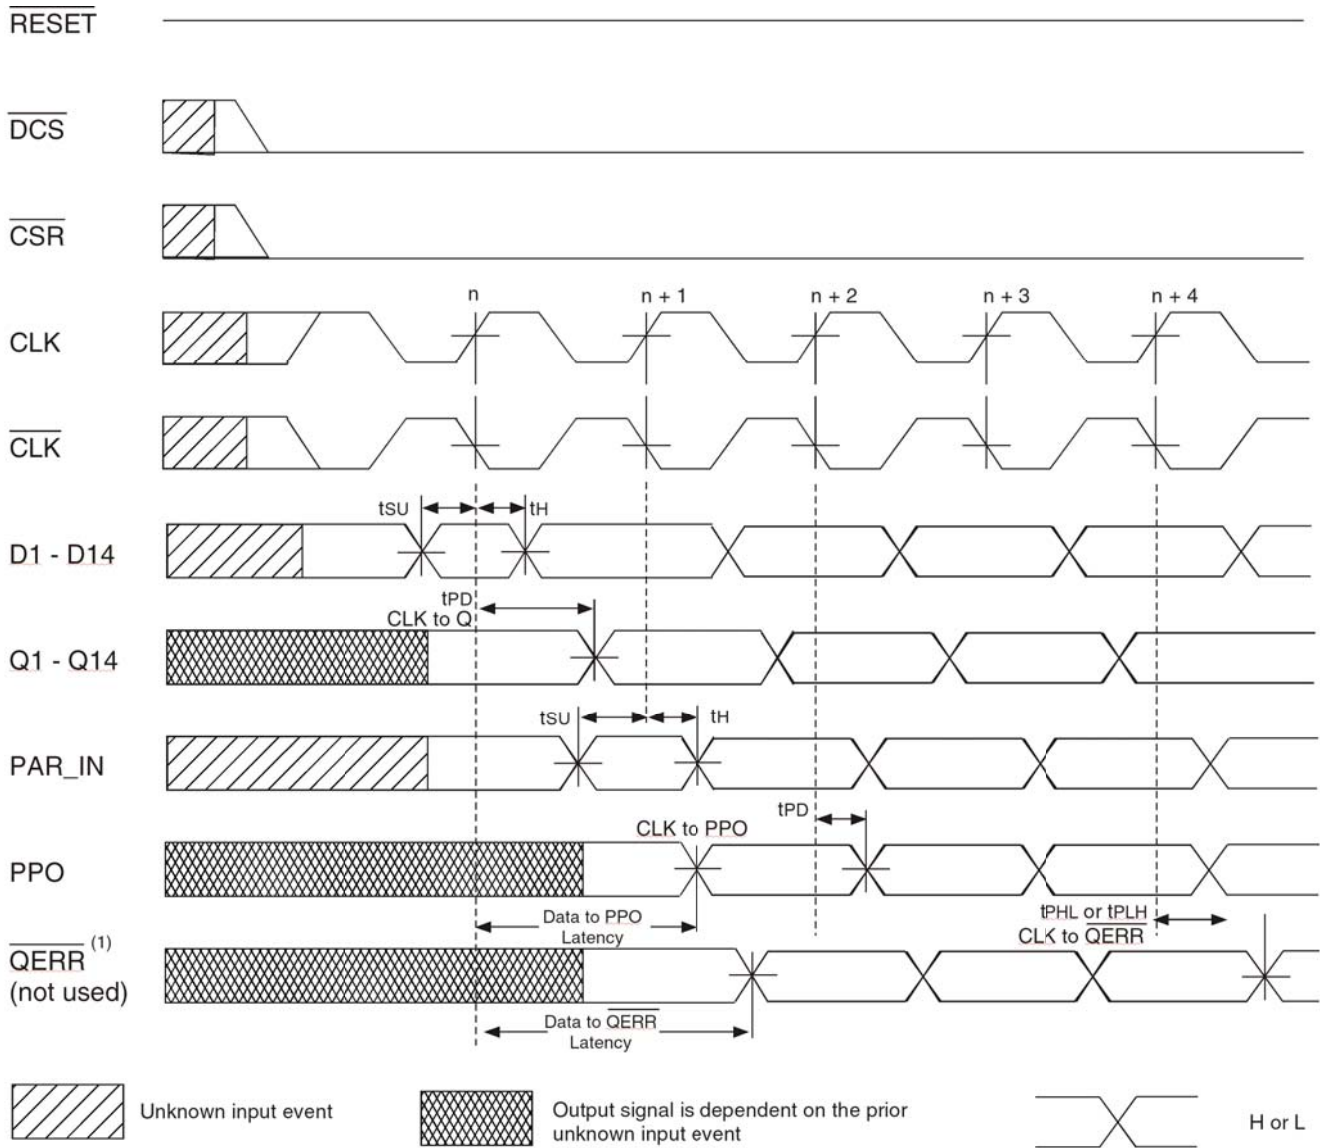 RESET
DCS
CSR
n n + 1 n + 2 n + 3 n + 4
CLK
CLK
tSU tH
D1 - D14
tPD
CLK to Q
Q1 - Q14
tSU tH
PAR_IN
tPD
CLK to PPO
PPO
Data to PPO
Latency
tPHL or tPLH
CLK to QERR
QERR (1)
(not used)
Data to QERR
Latency
Unknown input event
Output signal is dependent on the prior
unknown input event
H or L